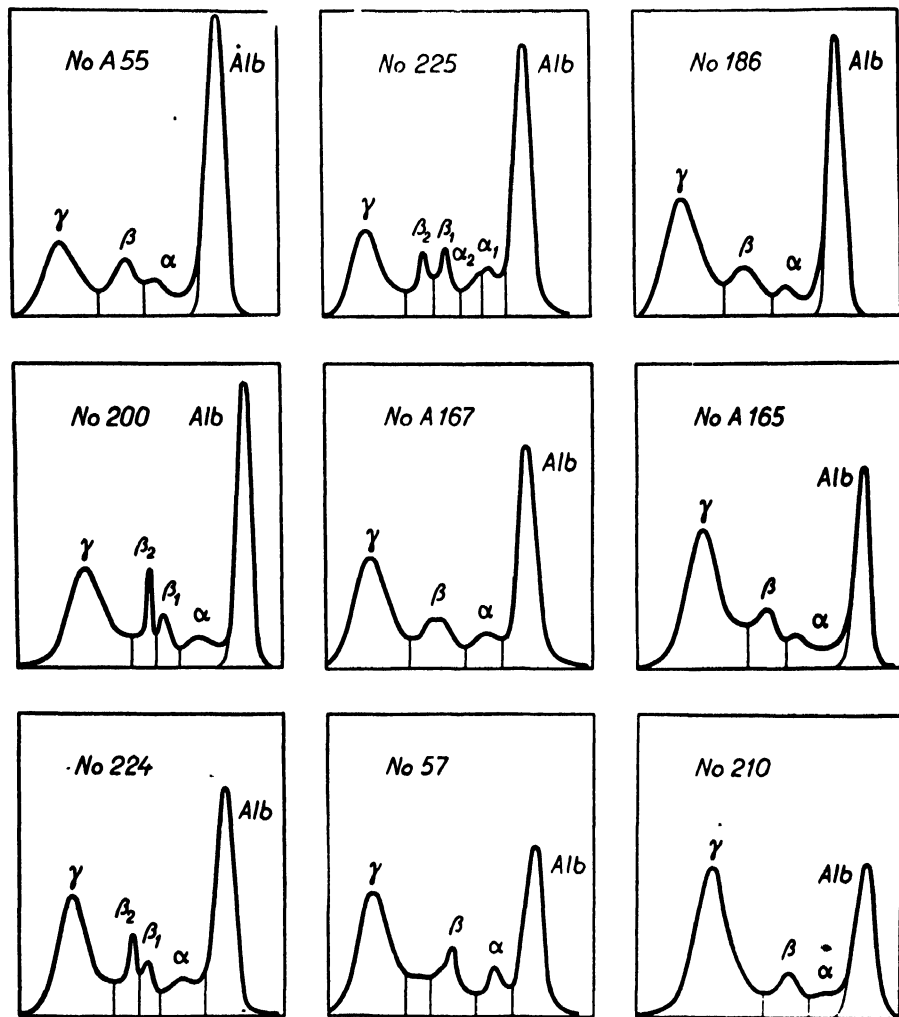 No A 55 Alb
γ β α
No 225 Alb
γ β₂ β₁ α₂ α₁
No 186 Alb
γ β α
No 200 Alb
γ β₂ β₁ α
No A 167 Alb
γ β α
No A 165 Alb
γ β α
No 224 Alb
γ β₂ β₁ α
No 57 Alb
γ β α
No 210 Alb
γ β α